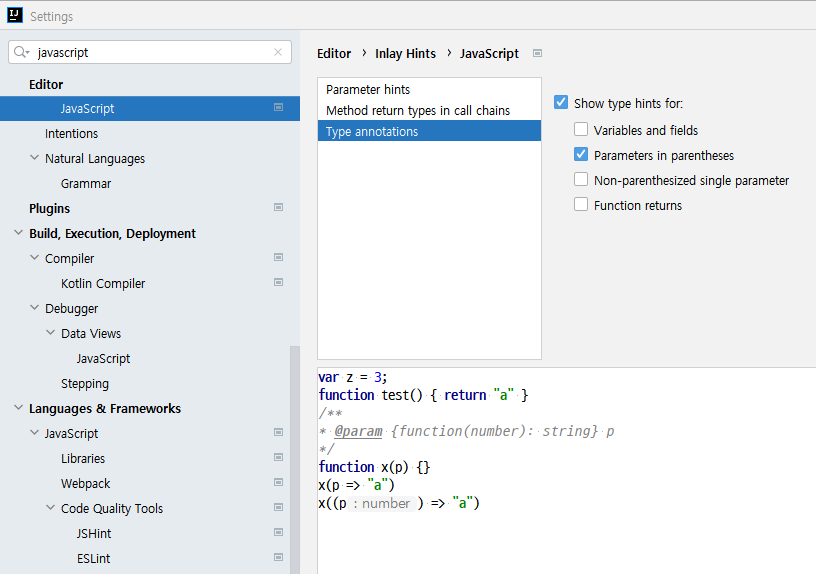 IJ
Settings
javascript
Editor
JavaScript
Intentions
Natural Languages
Grammar
Plugins
Build, Execution, Deployment
Compiler
Kotlin Compiler
Debugger
Data Views
JavaScript
Stepping
Languages & Frameworks
JavaScript
Libraries
Webpack
Code Quality Tools
JSHint
ESLint
Editor › Inlay Hints › JavaScript
Parameter hints
Method return types in call chains
Type annotations
Show type hints for:
Variables and fields
Parameters in parentheses
Non-parenthesized single parameter
Function returns
var z = 3;
function test() { return "a" }
/**
* @param {function(number): string} p
*/
function x(p) {}
x(p => "a")
x((p : number ) => "a")